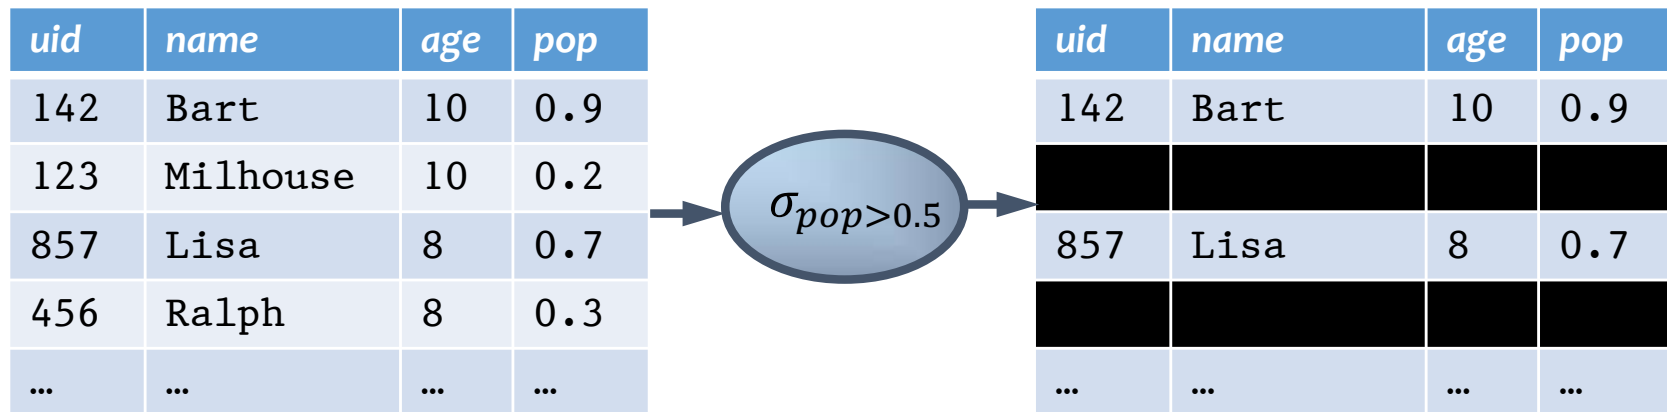 uid name age pop
142 Bart 10 0.9
123 Milhouse 10 0.2
857 Lisa 8 0.7
456 Ralph 8 0.3
... ... ... ...
σpop>0.5
uid name age pop
142 Bart 10 0.9
857 Lisa 8 0.7
... ... ... ...